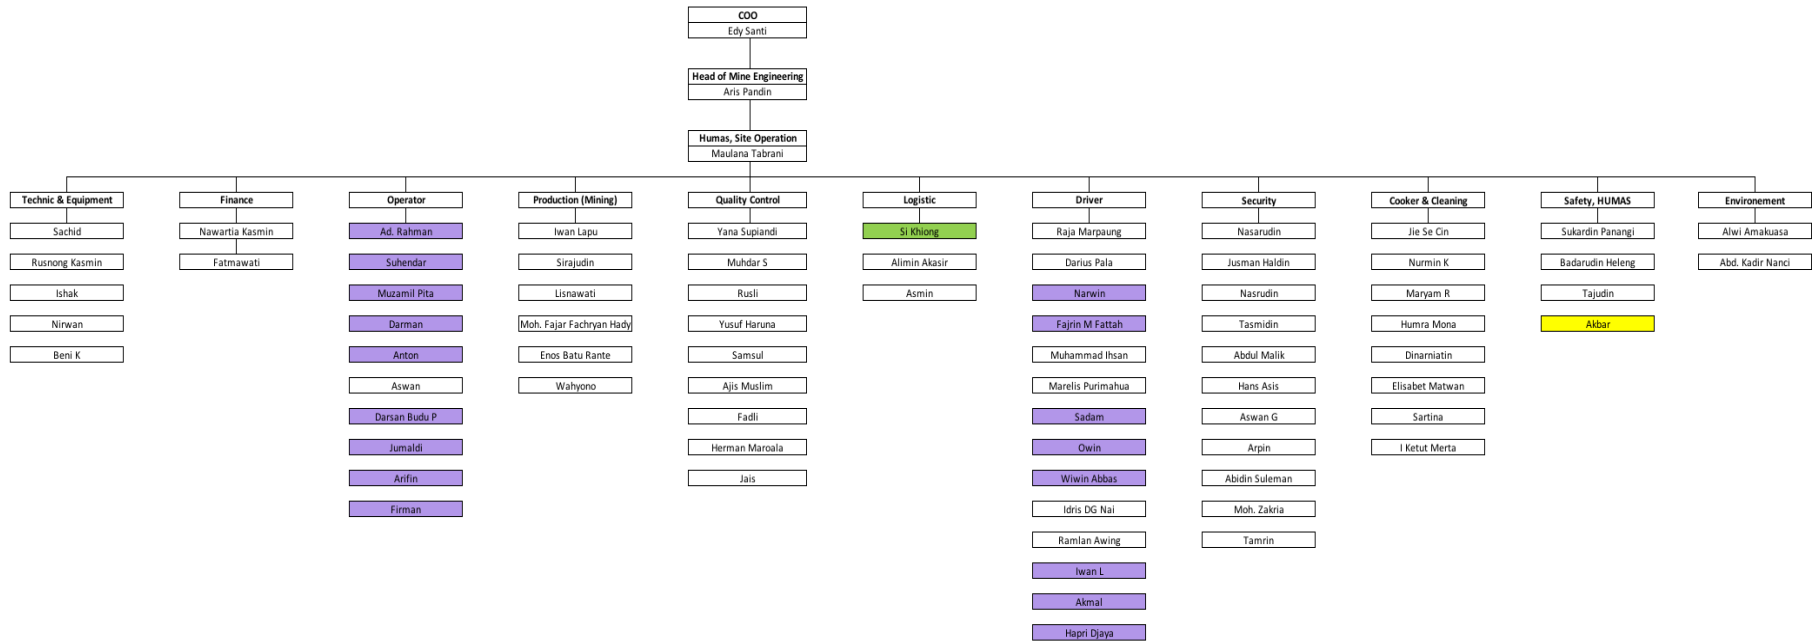 COO
Edy Santi
Head of Mine Engineering
Aris Pandin
Humas, Site Operation
Maulana Tabrani
Technic & Equipment
Sachid
Rusnong Kasmin
Ishak
Nirwan
Beni K
Finance
Nawartia Kasmin
Fatmawati
Operator
Ad. Rahman
Suhendar
Muzamil Pita
Darman
Anton
Aswan
Darsan Budu P
Jumaldi
Arifin
Firman
Production (Mining)
Iwan Lapu
Sirajudin
Lisnawati
Moh. Fajar Fachryan Hady
Enos Batu Rante
Wahyono
Quality Control
Yana Supiandi
Muhdar S
Rusli
Yusuf Haruna
Samsul
Ajis Muslim
Fadli
Herman Maroala
Jais
Logistic
Si Khiong
Alimin Akasir
Asmin
Driver
Raja Marpaung
Darius Pala
Narwin
Fajrin M Fattah
Muhammad Ihsan
Marelis Purimahua
Sadam
Owin
Wiwin Abbas
Idris DG Nai
Ramlan Awing
Iwan L
Akmal
Hapri Djaya
Security
Nasarudin
Jusman Haldin
Nasrudin
Tasmidin
Abdul Malik
Hans Asis
Aswan G
Arpin
Abidin Suleman
Moh. Zakria
Tamrin
Cooker & Cleaning
Jie Se Cin
Nurmin K
Maryam R
Humra Mona
Dinarniatin
Elisabet Matwan
Sartina
I Ketut Merta
Safety, HUMAS
Sukardin Panangi
Badarudin Heleng
Tajudin
Akbar
Environement
Alwi Amakuasa
Abd. Kadir Nanci